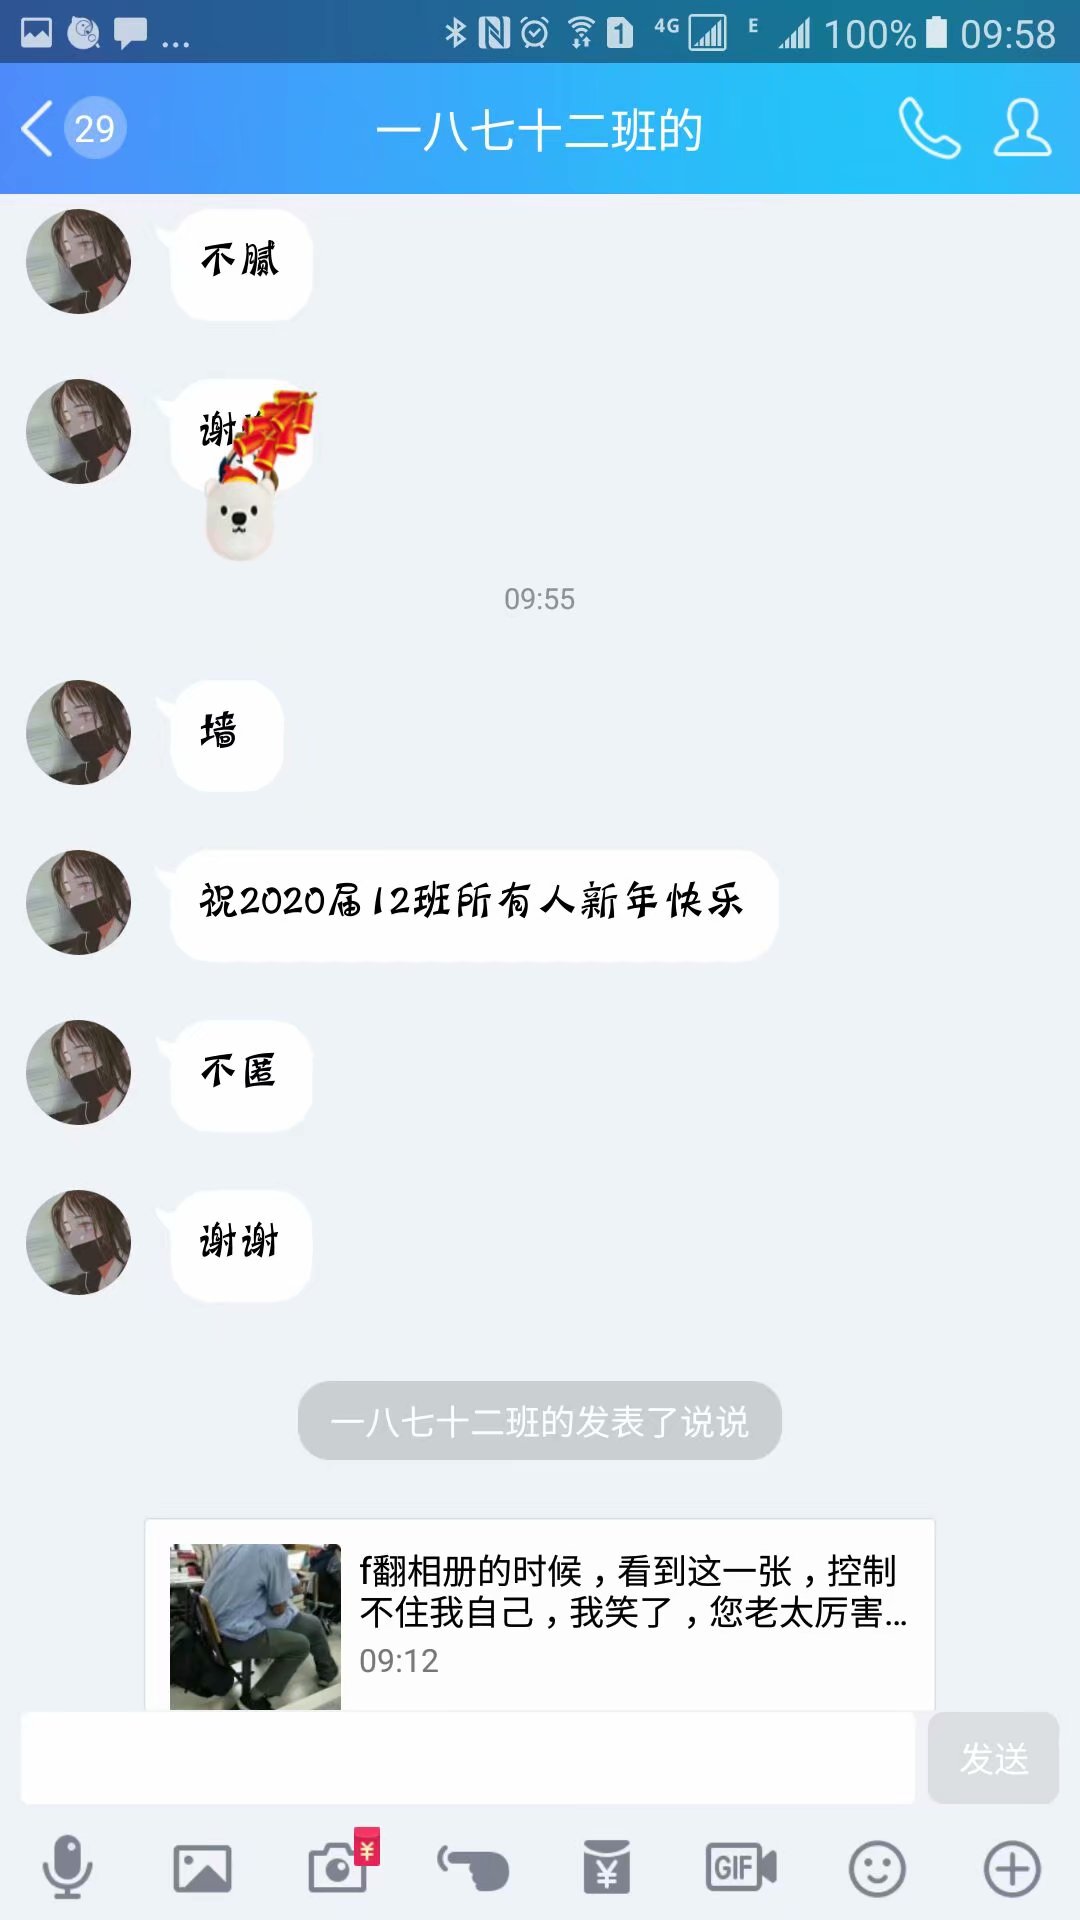 4G E 100% 09:58
29 一八七十二班的
不腻
谢
09:55
墙
祝2020届12班所有人新年快乐
不匿
谢谢
一八七十二班的发表了说说
f翻相册的时候，看到这一张，控制
不住我自己，我笑了，您老太厉害...
09:12
发送
GIF